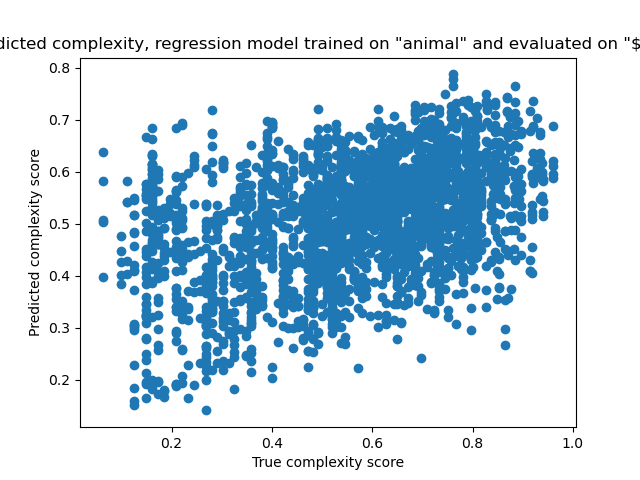 dicted complexity, regression model trained on "animal" and evaluated on "$
0.8
0.7
0.6
0.5
0.4
0.3
0.2
Predicted complexity score
0.2 0.4 0.6 0.8 1.0
True complexity score